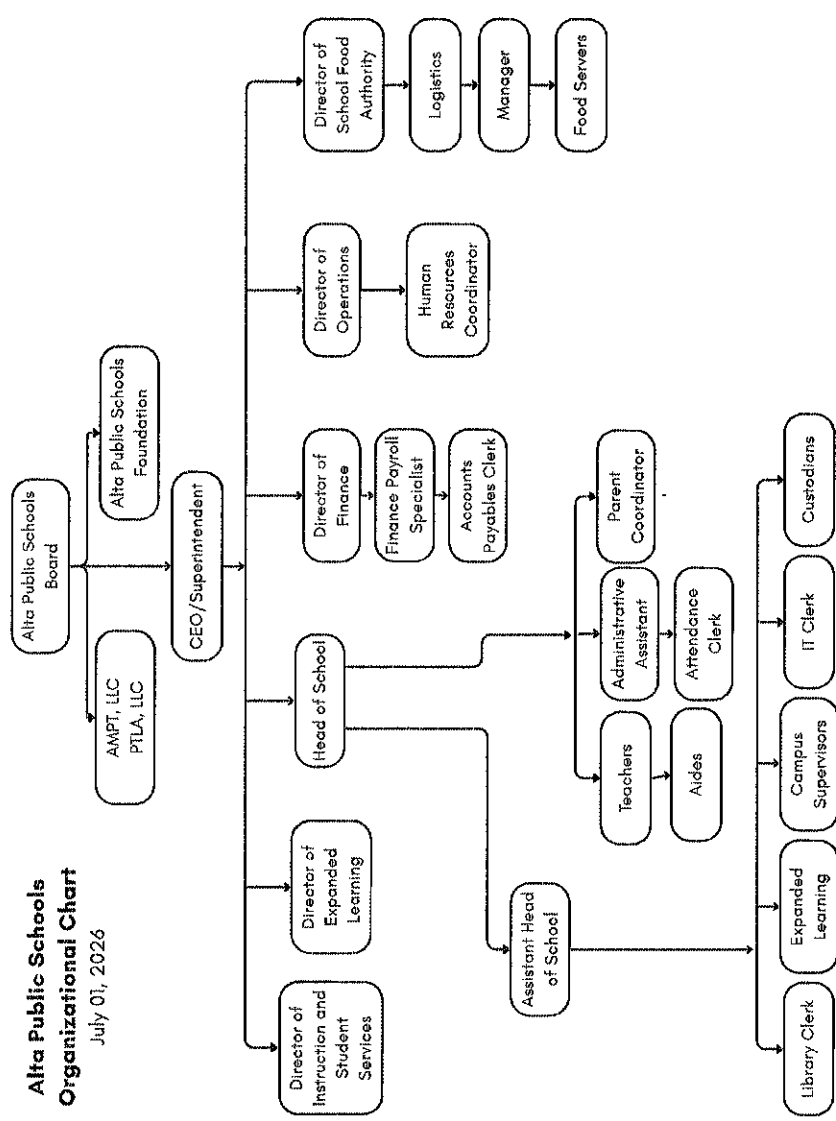 Alta Public Schools
Organizational Chart
July 01, 2026
Alta Public Schools
Board
AMPT, LLC
PTLA, LLC
Alta Public Schools
Foundation
CEO/Superintendent
Director of
Instruction and
Student
Services
Director of
Expanded
Learning
Head of School
Director of
Finance
Director of
Operations
Director of
School Food
Authority
Finance Payroll
Specialist
Accounts
Payables Clerk
Human
Resources
Coordinator
Logistics
Manager
Food Servers
Assistant Head
of School
Teachers
Administrative
Assistant
Parent
Coordinator
Aides
Attendance
Clerk
Library Clerk
Expanded
Learning
Campus
Supervisors
IT Clerk
Custodians